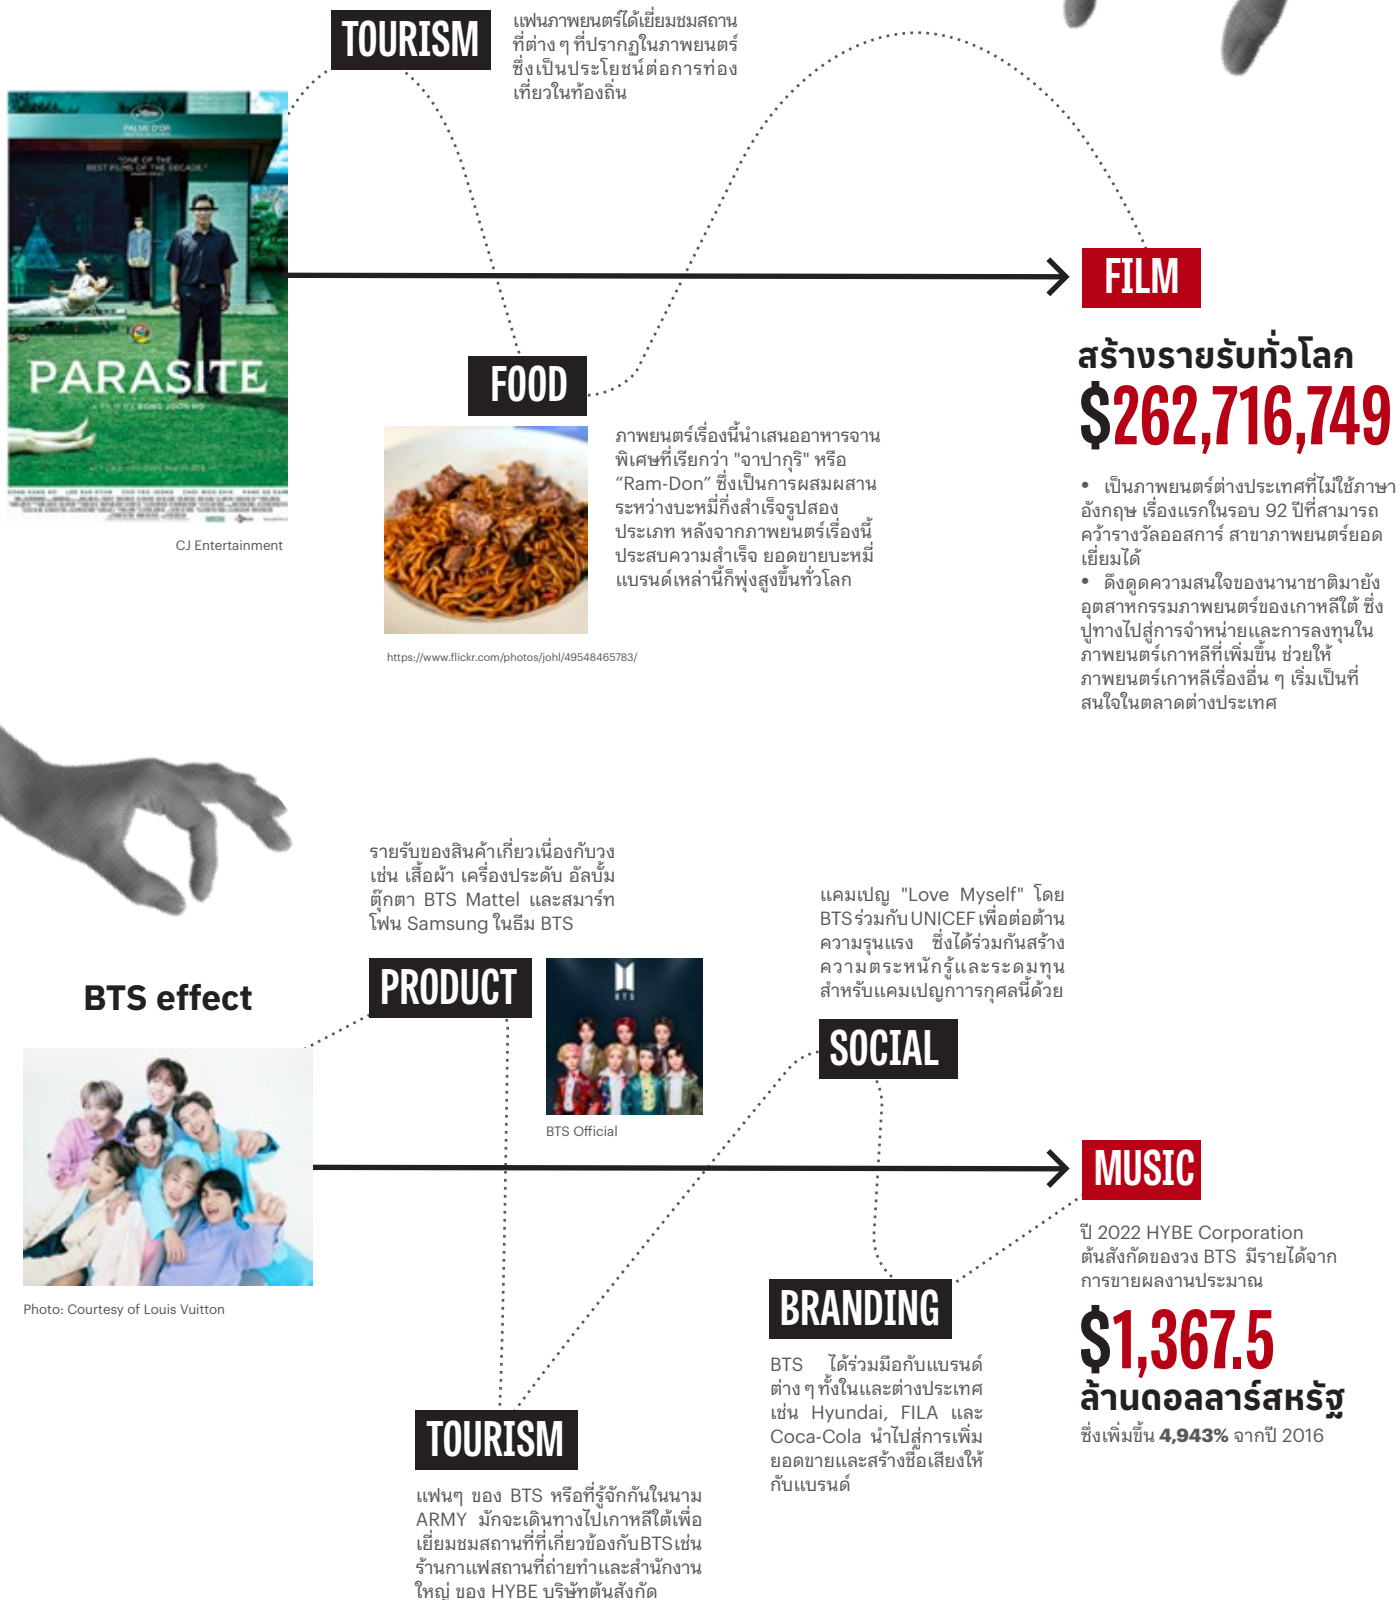 TOURISM
แฟนภาพยนตร์ได้เยี่ยมชมสถาน
ที่ต่าง ๆ ที่ปรากฏในภาพยนตร์
ซึ่งเป็นประโยชน์ต่อการท่อง
เที่ยวในท้องถิ่น
PALME D'OR
"ONE OF THE
BEST FILMS OF THE DECADE."
PARASITE
A FILM BY BONG JOON HO
CJ Entertainment
FOOD
ภาพยนตร์เรื่องนี้นำเสนออาหารจาน
พิเศษที่เรียกว่า "จาปากุริ" หรือ
“Ram-Don” ซึ่งเป็นการผสมผสาน
ระหว่างบะหมี่กึ่งสำเร็จรูปสอง
ประเภท หลังจากภาพยนตร์เรื่องนี้
ประสบความสำเร็จ ยอดขายบะหมี่
แบรนด์เหล่านี้ก็พุ่งสูงขึ้นทั่วโลก
https://www.flickr.com/photos/johl/49548465783/
FILM
สร้างรายรับทั่วโลก
$262,716,749
• เป็นภาพยนตร์ต่างประเทศที่ไม่ใช้ภาษา
อังกฤษ เรื่องแรกในรอบ 92 ปีที่สามารถ
คว้ารางวัลออสการ์ สาขาภาพยนตร์ยอด
เยี่ยมได้
• ดึงดูดความสนใจของนานาชาติมายัง
อุตสาหกรรมภาพยนตร์ของเกาหลีใต้ ซึ่ง
ปูทางไปสู่การจำหน่ายและการลงทุนใน
ภาพยนตร์เกาหลีที่เพิ่มขึ้น ช่วยให้
ภาพยนตร์เกาหลีเรื่องอื่น ๆ เริ่มเป็นที่
สนใจในตลาดต่างประเทศ
BTS effect
Photo: Courtesy of Louis Vuitton
รายรับของสินค้าเกี่ยวเนื่องกับวง
เช่น เสื้อผ้า เครื่องประดับ อัลบั้ม
ตุ๊กตา BTS Mattel และสมาร์ท
โฟน Samsung ในธีม BTS
PRODUCT
BTS
BTS Official
แคมเปญ "Love Myself" โดย
BTS ร่วมกับ UNICEF เพื่อต่อต้าน
ความรุนแรง ซึ่งได้ร่วมกันสร้าง
ความตระหนักรู้และระดมทุน
สำหรับแคมเปญกาารกุศลนี้ด้วย
SOCIAL
BRANDING
BTS ได้ร่วมมือกับแบรนด์
ต่าง ๆ ทั้งในและต่างประเทศ
เช่น Hyundai, FILA และ
Coca-Cola นำไปสู่การเพิ่ม
ยอดขายและสร้างชื่อเสียงให้
กับแบรนด์
TOURISM
แฟนๆ ของ BTS หรือที่รู้จักกันในนาม
ARMY มักจะเดินทางไปเกาหลีใต้เพื่อ
เยี่ยมชมสถานที่ที่เกี่ยวข้องกับBTSเช่น
ร้านกาแฟสถานที่ถ่ายทำและสำนักงาน
ใหญ่ ของ HYBE บริษัทต้นสังกัด
MUSIC
ปี 2022 HYBE Corporation
ต้นสังกัดของวง BTS มีรายได้จาก
การขายผลงานประมาณ
$1,367.5
ล้านดอลลาร์สหรัฐ
ซึ่งเพิ่มขึ้น 4,943% จากปี 2016